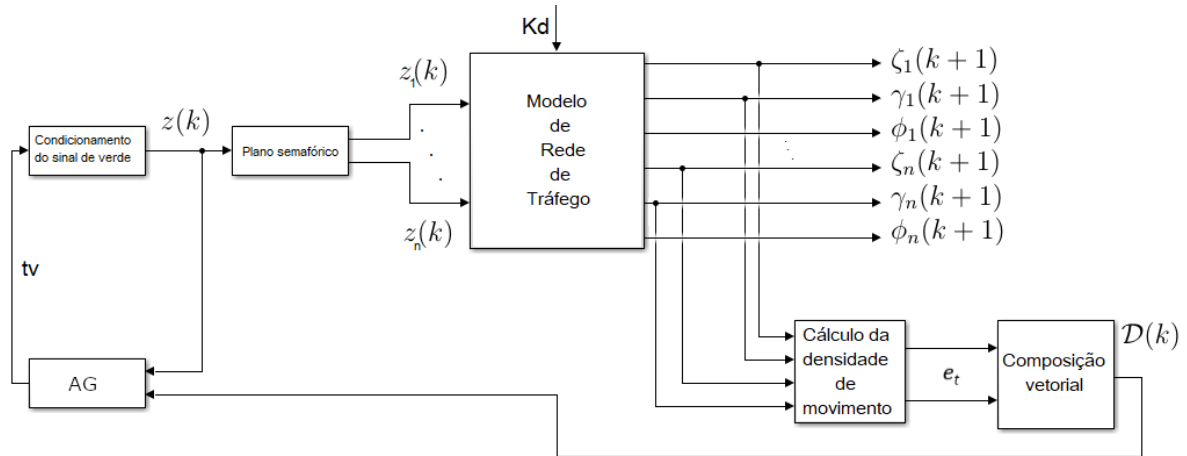 Kd
Condicionamento
do sinal de verde
z(k)
Plano semafórico
z₁(k)
zₙ(k)
Modelo
de
Rede
de
Tráfego
ζ₁(k + 1)
γ₁(k + 1)
ϕ₁(k + 1)
ζₙ(k + 1)
γₙ(k + 1)
ϕₙ(k + 1)
tv
AG
Cálculo da
densidade
de
movimento
eₜ
Composição
vetorial
𝒟(k)